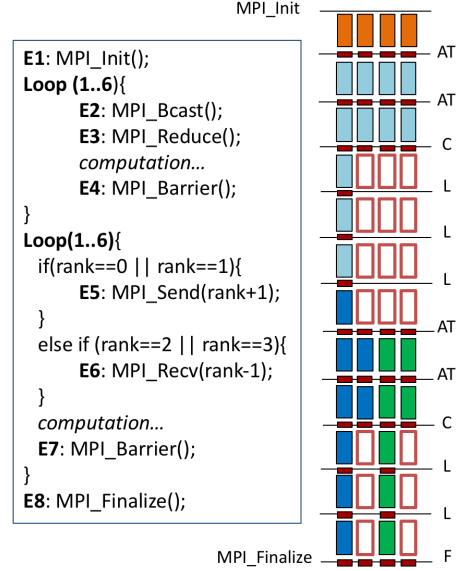 MPI_Init
E1: MPI_Init();
Loop (1..6){
E2: MPI_Bcast();
E3: MPI_Reduce();
computation...
E4: MPI_Barrier();
}
Loop(1..6){
if(rank==0 || rank==1){
E5: MPI_Send(rank+1);
}
else if (rank==2 || rank==3){
E6: MPI_Recv(rank-1);
}
computation...
E7: MPI_Barrier();
}
E8: MPI_Finalize();
AT
AT
C
L
L
L
AT
AT
C
L
L
F
MPI_Finalize